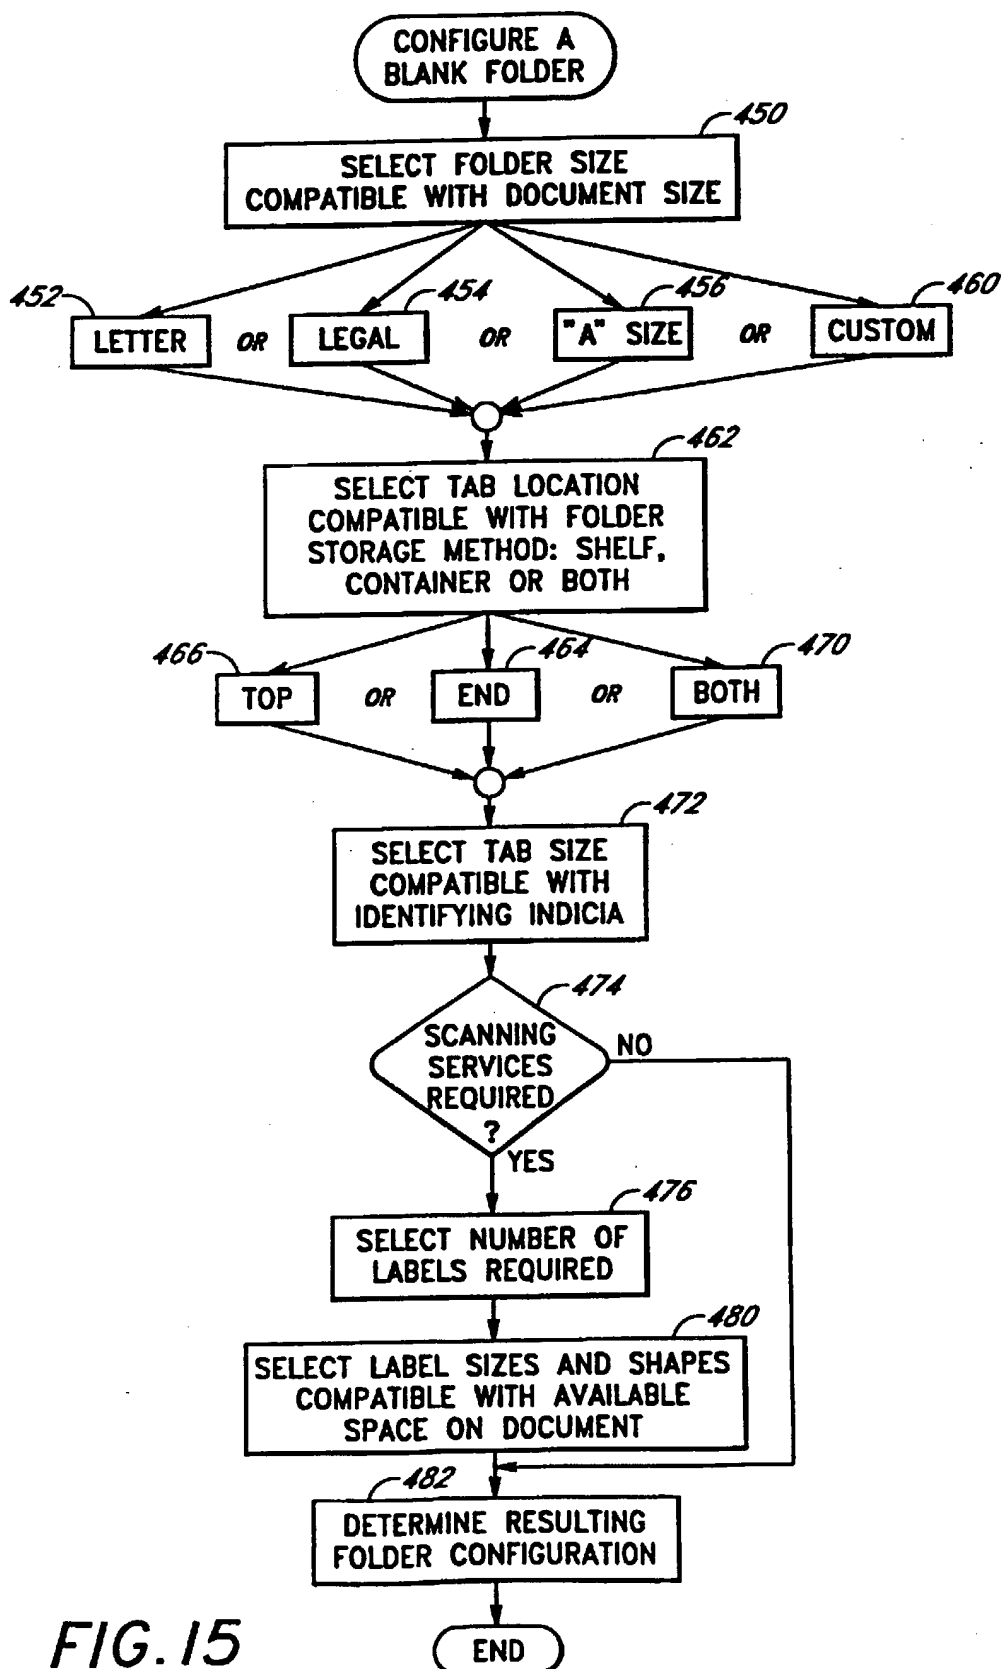 CONFIGURE A
BLANK FOLDER
450
SELECT FOLDER SIZE
COMPATIBLE WITH DOCUMENT SIZE
452
454
456
460
LETTER OR LEGAL OR "A" SIZE OR CUSTOM
462
SELECT TAB LOCATION
COMPATIBLE WITH FOLDER
STORAGE METHOD: SHELF,
CONTAINER OR BOTH
466
464
470
TOP OR END OR BOTH
472
SELECT TAB SIZE
COMPATIBLE WITH
IDENTIFYING INDICIA
474
SCANNING
SERVICES
REQUIRED
?
NO
YES
476
SELECT NUMBER OF
LABELS REQUIRED
480
SELECT LABEL SIZES AND SHAPES
COMPATIBLE WITH AVAILABLE
SPACE ON DOCUMENT
482
DETERMINE RESULTING
FOLDER CONFIGURATION
END
FIG. 15